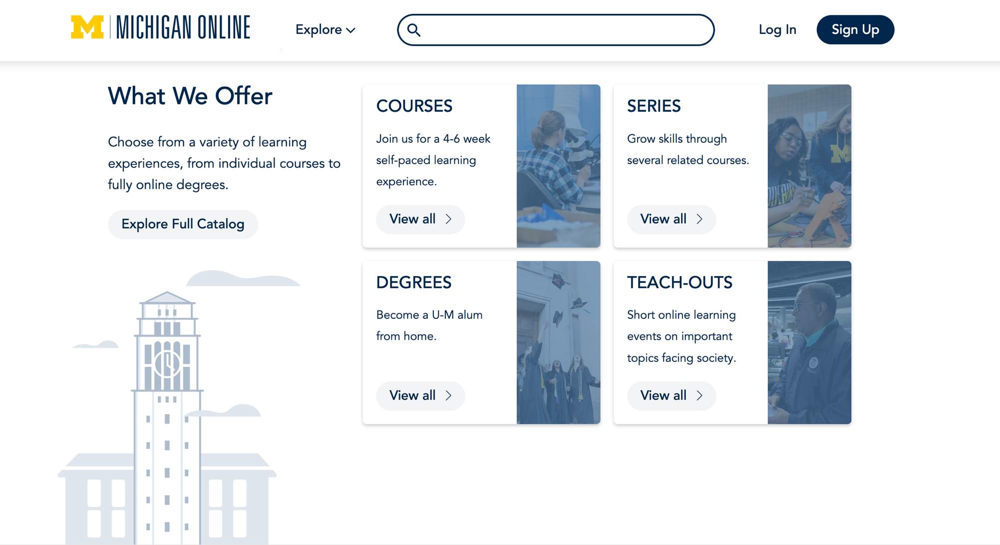 M | MICHIGAN ONLINE
Explore
Log In
Sign Up
What We Offer
Choose from a variety of learning
experiences, from individual courses to
fully online degrees.
Explore Full Catalog
COURSES
Join us for a 4-6 week
self-paced learning
experience.
View all
SERIES
Grow skills through
several related courses.
View all
M
DEGREES
Become a U-M alum
from home.
View all
TEACH-OUTS
Short online learning
events on important
topics facing society.
View all
FEMA